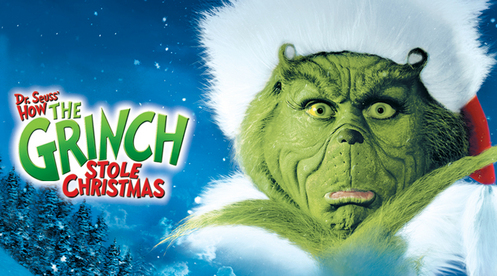 Dr. Seuss'
HOW
THE
GRINCH
STOLE
CHRISTMAS